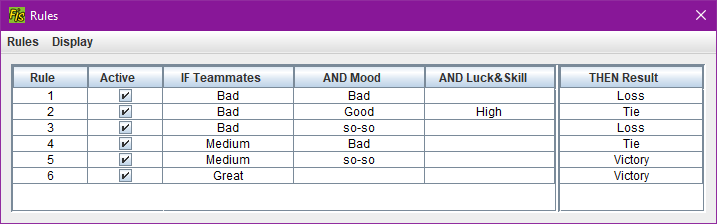 Fis Rules
Rules Display
Rule Active IF Teammates AND Mood AND Luck&Skill THEN Result
1 Bad Bad Loss
2 Bad Good High Tie
3 Bad so-so Loss
4 Medium Bad Tie
5 Medium so-so Victory
6 Great Victory